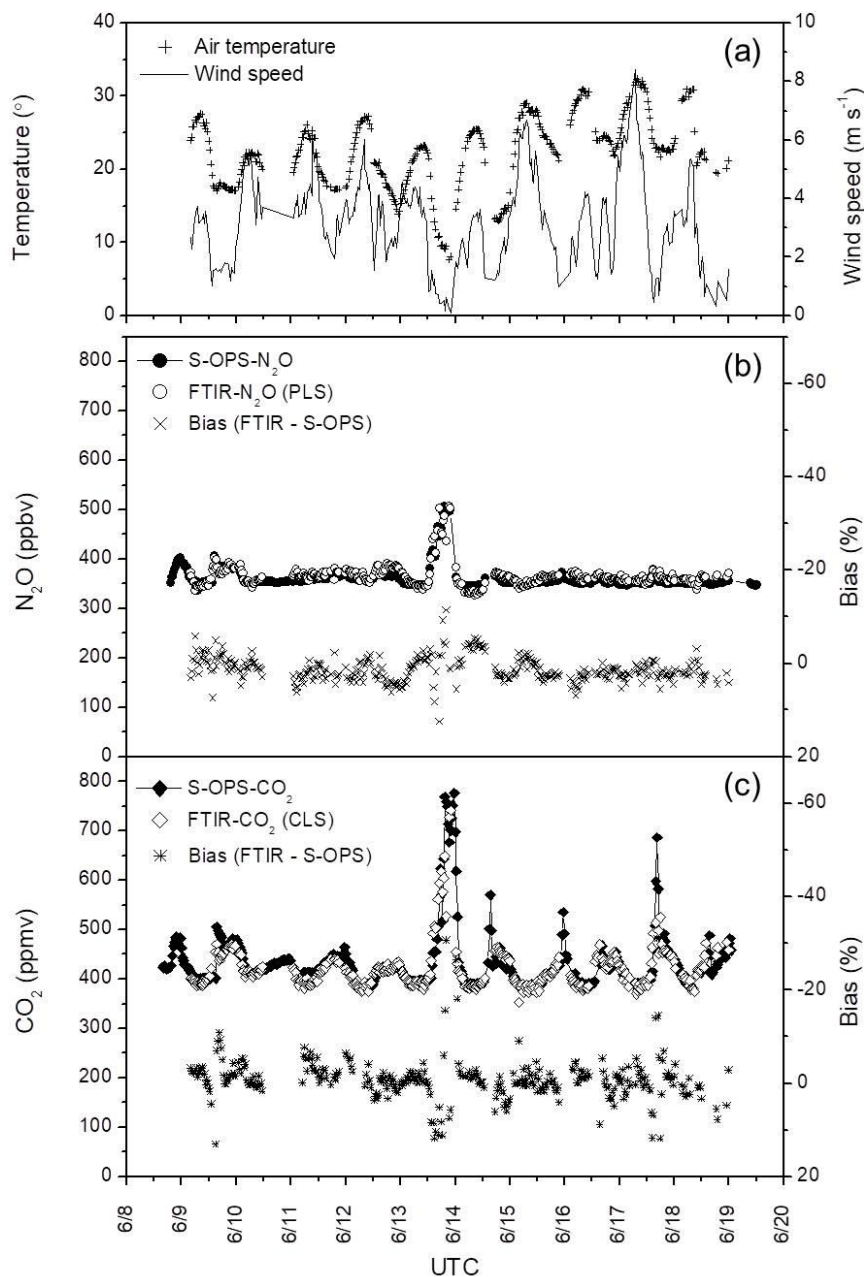 (a)
Air temperature
Wind speed
Temperature (°)
40
30
20
10
0
Wind speed (m s⁻¹)
10
8
6
4
2
0
(b)
S-OPS-N₂O
FTIR-N₂O (PLS)
Bias (FTIR - S-OPS)
N₂O (ppbv)
800
700
600
500
400
300
200
100
0
Bias (%)
-60
-40
-20
0
20
(c)
S-OPS-CO₂
FTIR-CO₂ (CLS)
Bias (FTIR - S-OPS)
CO₂ (ppmv)
800
700
600
500
400
300
200
100
0
Bias (%)
-60
-40
-20
0
20
6/8 6/9 6/10 6/11 6/12 6/13 6/14 6/15 6/16 6/17 6/18 6/19 6/20
UTC